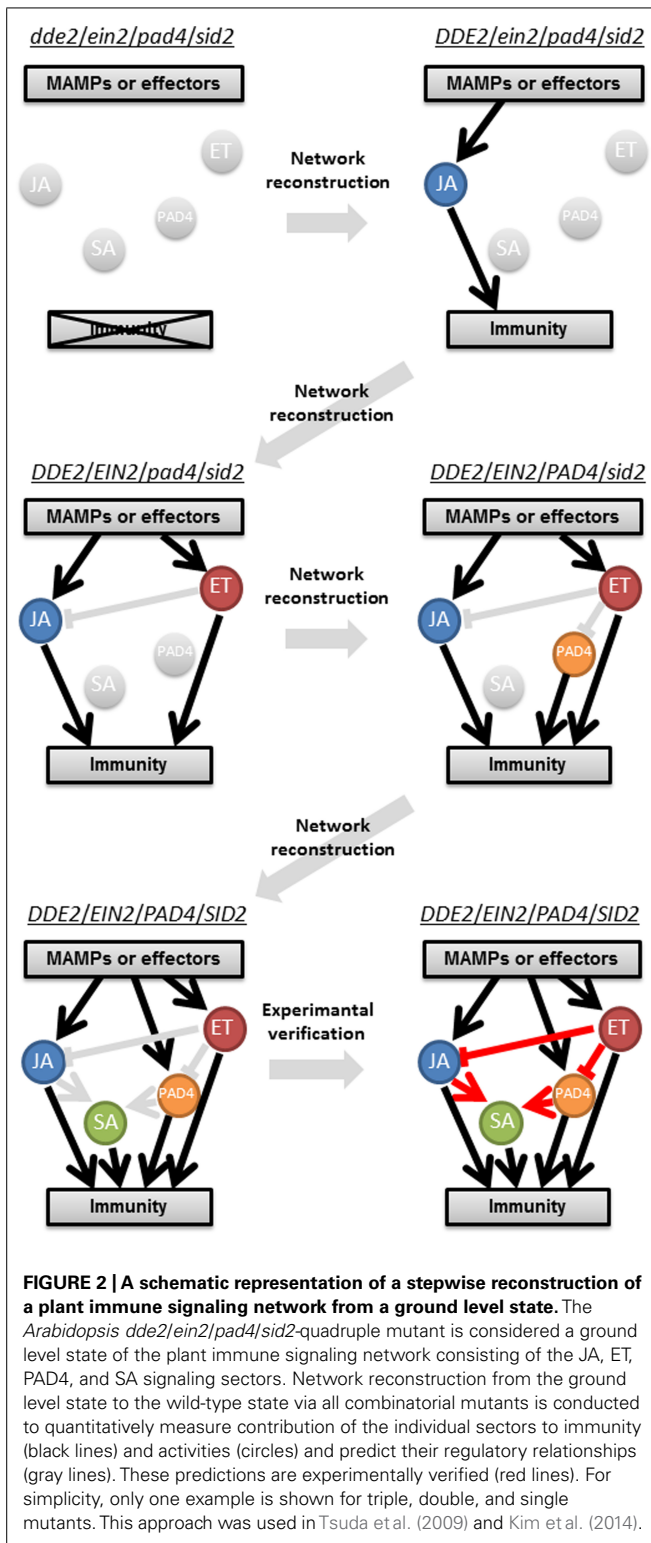 dde2/ein2/pad4/sid2
MAMPs or effectors
ET
JA
PAD4
SA
Immunity
Network
reconstruction
DDE2/ein2/pad4/sid2
MAMPs or effectors
ET
JA
PAD4
SA
Immunity
Network
reconstruction
DDE2/EIN2/pad4/sid2
MAMPs or effectors
ET
JA
PAD4
SA
Immunity
Network
reconstruction
DDE2/EIN2/PAD4/sid2
MAMPs or effectors
ET
JA
PAD4
SA
Immunity
Network
reconstruction
DDE2/EIN2/PAD4/SID2
MAMPs or effectors
ET
JA
PAD4
SA
Immunity
Experimantal
verification
DDE2/EIN2/PAD4/SID2
MAMPs or effectors
ET
JA
PAD4
SA
Immunity
FIGURE 2 | A schematic representation of a stepwise reconstruction of
a plant immune signaling network from a ground level state. The
Arabidopsis dde2/ein2/pad4/sid2-quadruple mutant is considered a ground
level state of the plant immune signaling network consisting of the JA, ET,
PAD4, and SA signaling sectors. Network reconstruction from the ground
level state to the wild-type state via all combinatorial mutants is conducted
to quantitatively measure contribution of the individual sectors to immunity
(black lines) and activities (circles) and predict their regulatory relationships
(gray lines). These predictions are experimentally verified (red lines). For
simplicity, only one example is shown for triple, double, and single
mutants. This approach was used in Tsuda et al. (2009) and Kim et al. (2014).